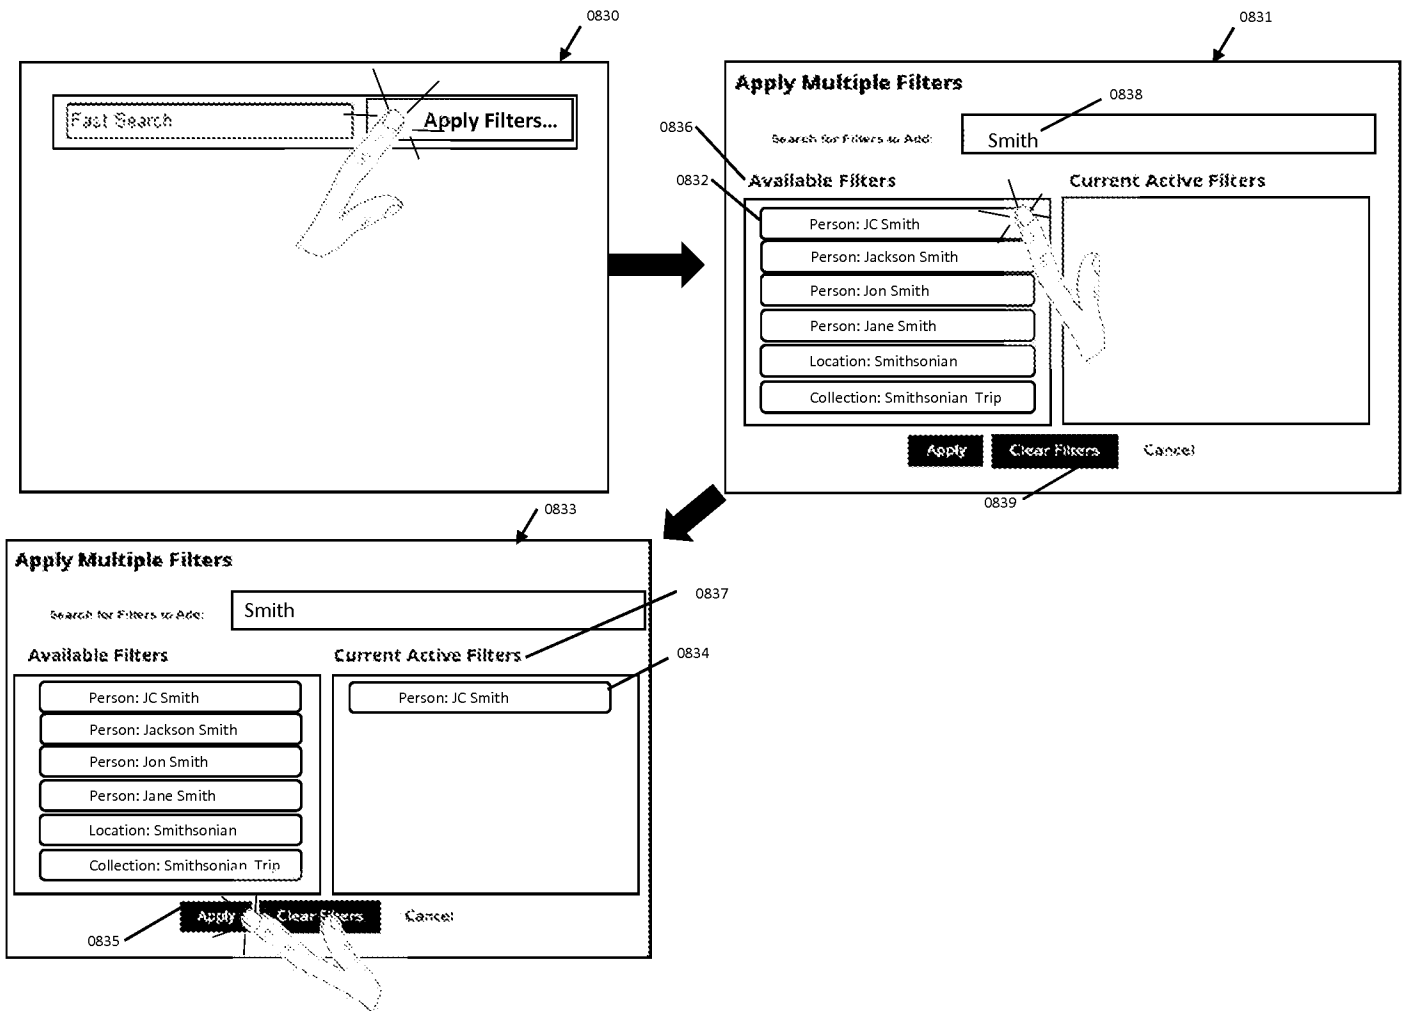 0830
Fast Search
Apply Filters...
0831
Apply Multiple Filters
0838
0836
Search for Filters to Add:
Smith
0832
Available Filters
Current Active Filters
Person: JC Smith
Person: Jackson Smith
Person: Jon Smith
Person: Jane Smith
Location: Smithsonian
Collection: Smithsonian Trip
Apply
Clear Filters
Cancel
0839
0833
Apply Multiple Filters
0837
Search for Filters to Add:
Smith
Available Filters
Current Active Filters
0834
Person: JC Smith
Person: JC Smith
Person: Jackson Smith
Person: Jon Smith
Person: Jane Smith
Location: Smithsonian
Collection: Smithsonian Trip
Apply
Clear Filters
Cancel
0835